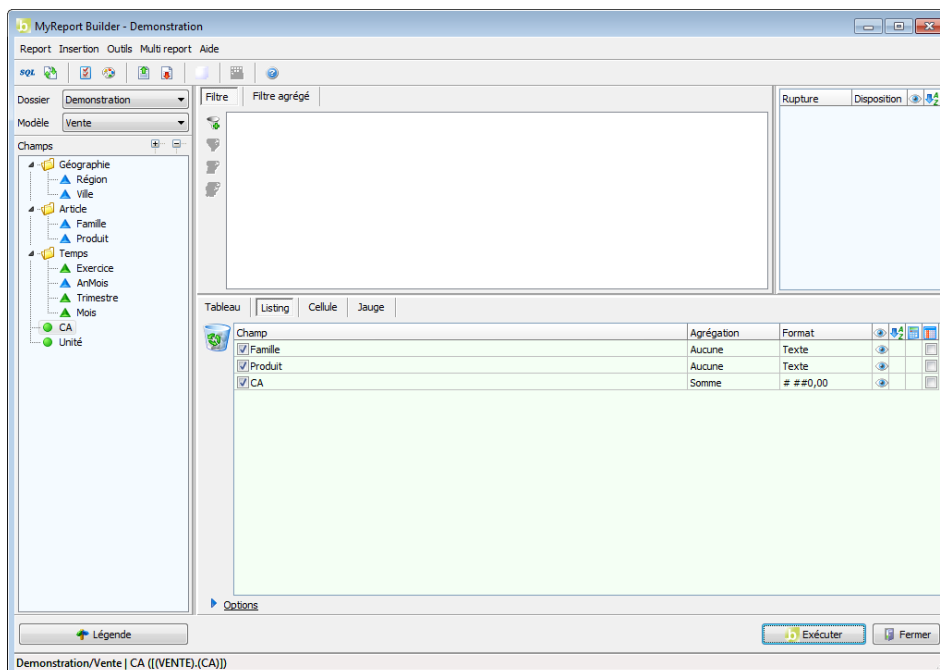 MyReport Builder - Demonstration
Report Insertion Outils Multi report Aide
SQL
Dossier Demonstration
Modèle Vente
Champs
Géographie
Région
Ville
Article
Famille
Produit
Temps
Exercice
AnMois
Trimestre
Mois
CA
Unité
Filtre Filtre agrégé
Rupture Disposition
Tableau Listing Cellule Jauge
Champ Agrégation Format
Famille Aucune Texte
Produit Aucune Texte
CA Somme # ##0,00
Options
Légende
Exécuter Fermer
Demonstration/Vente | CA ([(VENTE).(CA)])